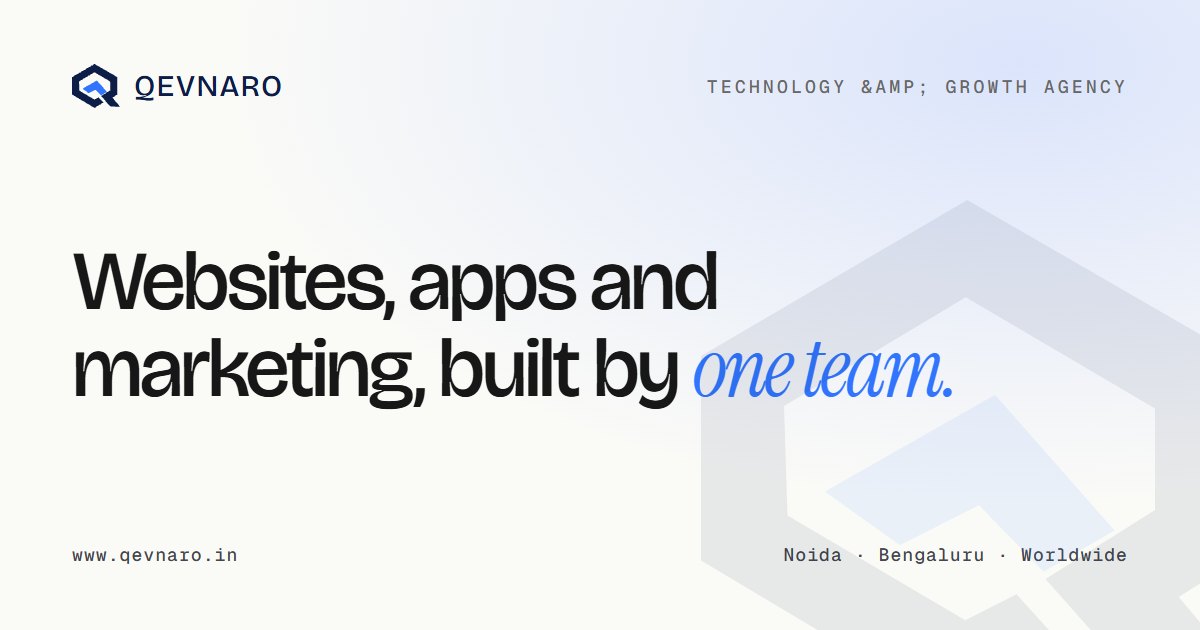 QEVNARO
TECHNOLOGY &AMP; GROWTH AGENCY
Websites, apps and
marketing, built by one team.
www.qevnaro.in
Noida · Bengaluru · Worldwide